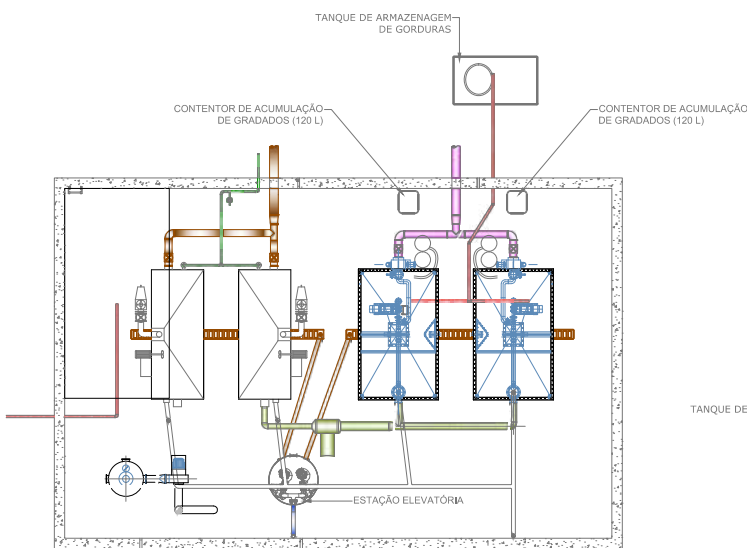 TANQUE DE ARMAZENAGEM
DE GORDURAS
CONTENTOR DE ACUMULAÇÃO
DE GRADADOS (120 L)
CONTENTOR DE ACUMULAÇÃO
DE GRADADOS (120 L)
TANQUE DE
ESTAÇÃO ELEVATÓRIA